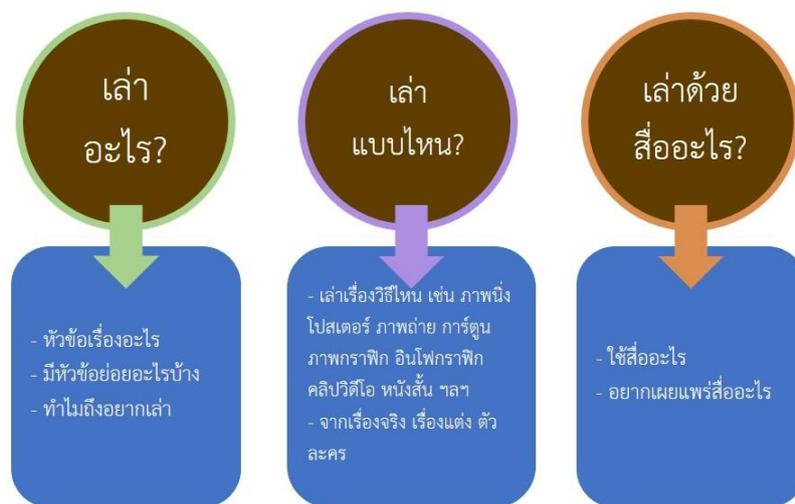 เล่า
อะไร?
- หัวข้อเรื่องอะไร
- มีหัวข้อย่อยอะไรบ้าง
- ทำไมถึงอยากเล่า
เล่า
แบบไหน?
- เล่าเรื่องวิธีไหน เช่น ภาพนิ่ง
โปสเตอร์ ภาพถ่าย การ์ตูน
ภาพกราฟิก อินโฟกราฟิก
คลิปวิดีโอ หนังสั้น ฯลฯ
- จากเรื่องจริง เรื่องแต่ง ตัว
ละคร
เล่าด้วย
สื่ออะไร?
- ใช้สื่ออะไร
- อยากเผยแพร่สื่ออะไร